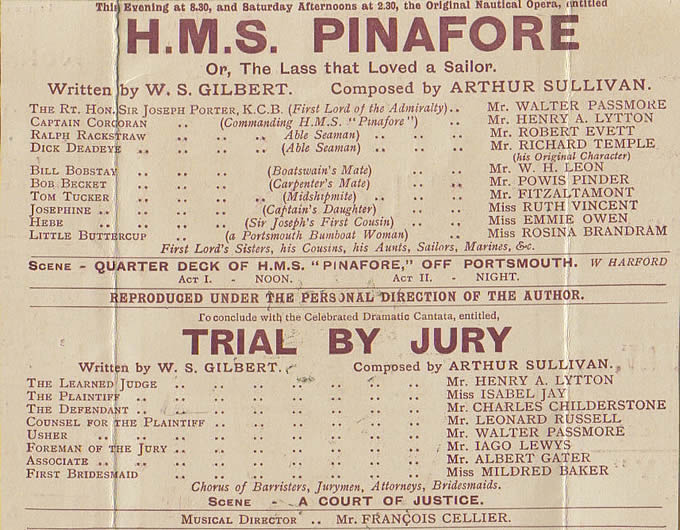 This Evening at 8.30, and Saturday Afternoons at 2.30, the Original Nautical Opera, entitled
H.M.S. PINAFORE
Or, The Lass that Loved a Sailor.
Written by W. S. GILBERT. Composed by ARTHUR SULLIVAN.
THE RT. HON. SIR JOSEPH PORTER, K.C.B. (First Lord of the Admiralty).. Mr. WALTER PASSMORE
CAPTAIN CORCORAN .. (Commanding H.M.S. "Pinafore") .. .. Mr. HENRY A. LYTTON
RALPH RACKSTRAW .. .. (Able Seaman) .. .. .. Mr. ROBERT EVETT
DICK DEADEYE .. .. .. (Able Seaman) .. .. .. Mr. RICHARD TEMPLE
(his Original Character)
BILL BOBSTAY .. .. (Boatswain's Mate) .. .. .. Mr. W. H. LEON
BOB BECKET .. .. (Carpenter's Mate) .. .. .. Mr. POWIS PINDER
TOM TUCKER .. .. .. (Midshipmite) .. .. .. Mr. FITZALTAMONT
JOSEPHINE .. .. .. (Captain's Daughter) .. .. .. Miss RUTH VINCENT
HEBE .. .. .. (Sir Joseph's First Cousin) .. .. Miss EMMIE OWEN
LITTLE BUTTERCUP .. (a Portsmouth Bumboat Woman) .. .. Miss ROSINA BRANDRAM
First Lord's Sisters, his Cousins, his Aunts, Sailors, Marines, &c.
SCENE - QUARTER DECK OF H.M.S. "PINAFORE," OFF PORTSMOUTH. W HARFORD
ACT I. - NOON. ACT II. - NIGHT.
REPRODUCED UNDER THE PERSONAL DIRECTION OF THE AUTHOR.
To conclude with the Celebrated Dramatic Cantata, entitled,
TRIAL BY JURY
Written by W. S. GILBERT. Composed by ARTHUR SULLIVAN.
THE LEARNED JUDGE .. .. .. .. .. .. .. Mr. HENRY A. LYTTON
THE PLAINTIFF .. .. .. .. .. .. .. .. Miss ISABEL JAY
THE DEFENDANT .. .. .. .. .. .. .. .. Mr. CHARLES CHILDERSTONE
COUNSEL FOR THE PLAINTIFF .. .. .. .. .. .. Mr. LEONARD RUSSELL
USHER .. .. .. .. .. .. .. .. .. Mr. WALTER PASSMORE
FOREMAN OF THE JURY .. .. .. .. .. .. .. Mr. IAGO LEWYS
ASSOCIATE .. .. .. .. .. .. .. .. .. Mr. ALBERT GATER
FIRST BRIDESMAID .. .. .. .. .. .. .. Miss MILDRED BAKER
Chorus of Barristers, Jurymen, Attorneys, Bridesmaids.
SCENE - A COURT OF JUSTICE.
MUSICAL DIRECTOR .. Mr. FRANÇOIS CELLIER.